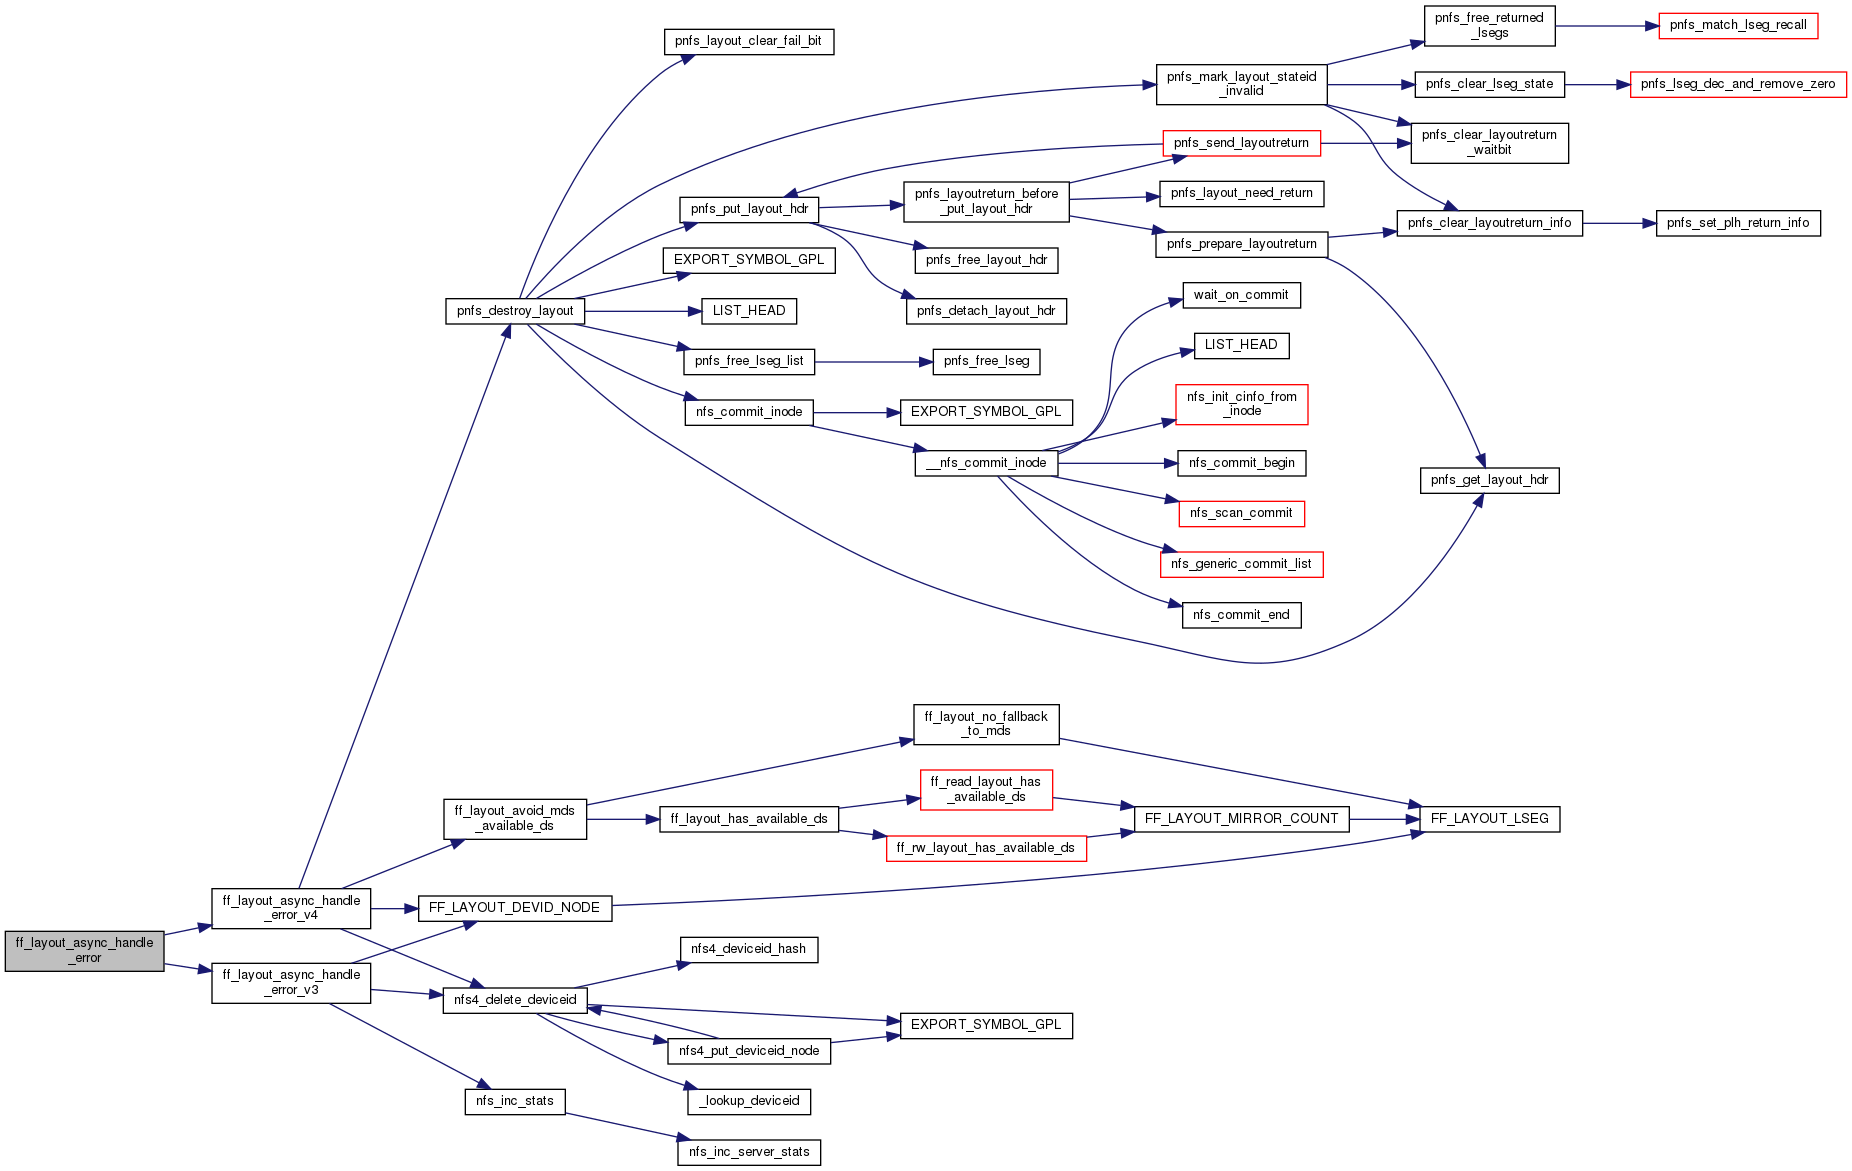 pnfs_free_returned
_lsegs
pnfs_match_lseg_recall
pnfs_layout_clear_fail_bit
pnfs_mark_layout_stateid
_invalid
pnfs_clear_lseg_state
pnfs_lseg_dec_and_remove_zero
pnfs_send_layoutreturn
pnfs_clear_layoutreturn
_waitbit
pnfs_put_layout_hdr
pnfs_layoutreturn_before
_put_layout_hdr
pnfs_layout_need_return
pnfs_prepare_layoutreturn
pnfs_clear_layoutreturn_info
pnfs_set_plh_return_info
EXPORT_SYMBOL_GPL
pnfs_free_layout_hdr
pnfs_destroy_layout
LIST_HEAD
pnfs_detach_layout_hdr
wait_on_commit
pnfs_free_lseg_list
pnfs_free_lseg
LIST_HEAD
nfs_commit_inode
EXPORT_SYMBOL_GPL
nfs_init_cinfo_from
_inode
__nfs_commit_inode
nfs_commit_begin
pnfs_get_layout_hdr
nfs_scan_commit
nfs_generic_commit_list
nfs_commit_end
ff_layout_no_fallback
_to_mds
ff_layout_avoid_mds
_available_ds
ff_layout_has_available_ds
ff_read_layout_has
_available_ds
ff_rw_layout_has_available_ds
FF_LAYOUT_MIRROR_COUNT
FF_LAYOUT_LSEG
ff_layout_async_handle
_error_v4
FF_LAYOUT_DEVID_NODE
ff_layout_async_handle
_error
ff_layout_async_handle
_error_v3
nfs4_deviceid_hash
nfs4_delete_deviceid
EXPORT_SYMBOL_GPL
nfs4_put_deviceid_node
nfs_inc_stats
_lookup_deviceid
nfs_inc_server_stats